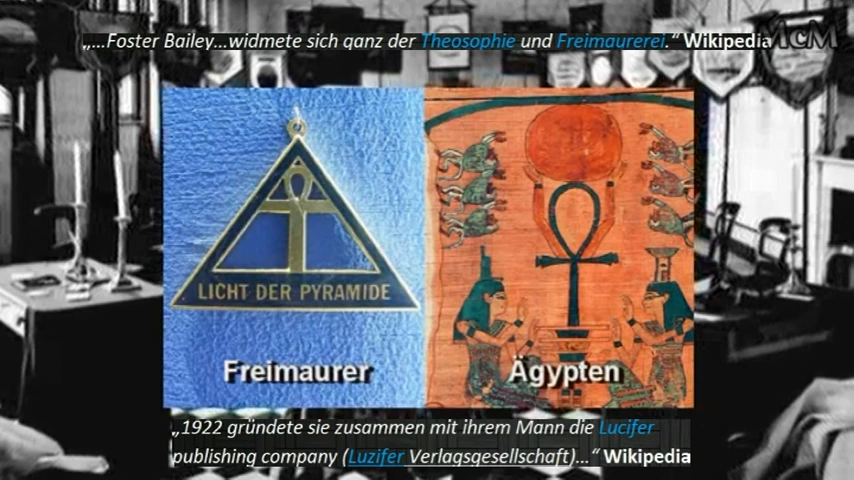 „...Foster Bailey...widmete sich ganz der Theosophie und Freimaurerei.“ Wikipedia
McM
LICHT DER PYRAMIDE
Freimaurer
Ägypten
„1922 gründete sie zusammen mit ihrem Mann die Lucifer
publishing company (Luzifer Verlagsgesellschaft)...“ Wikipedia